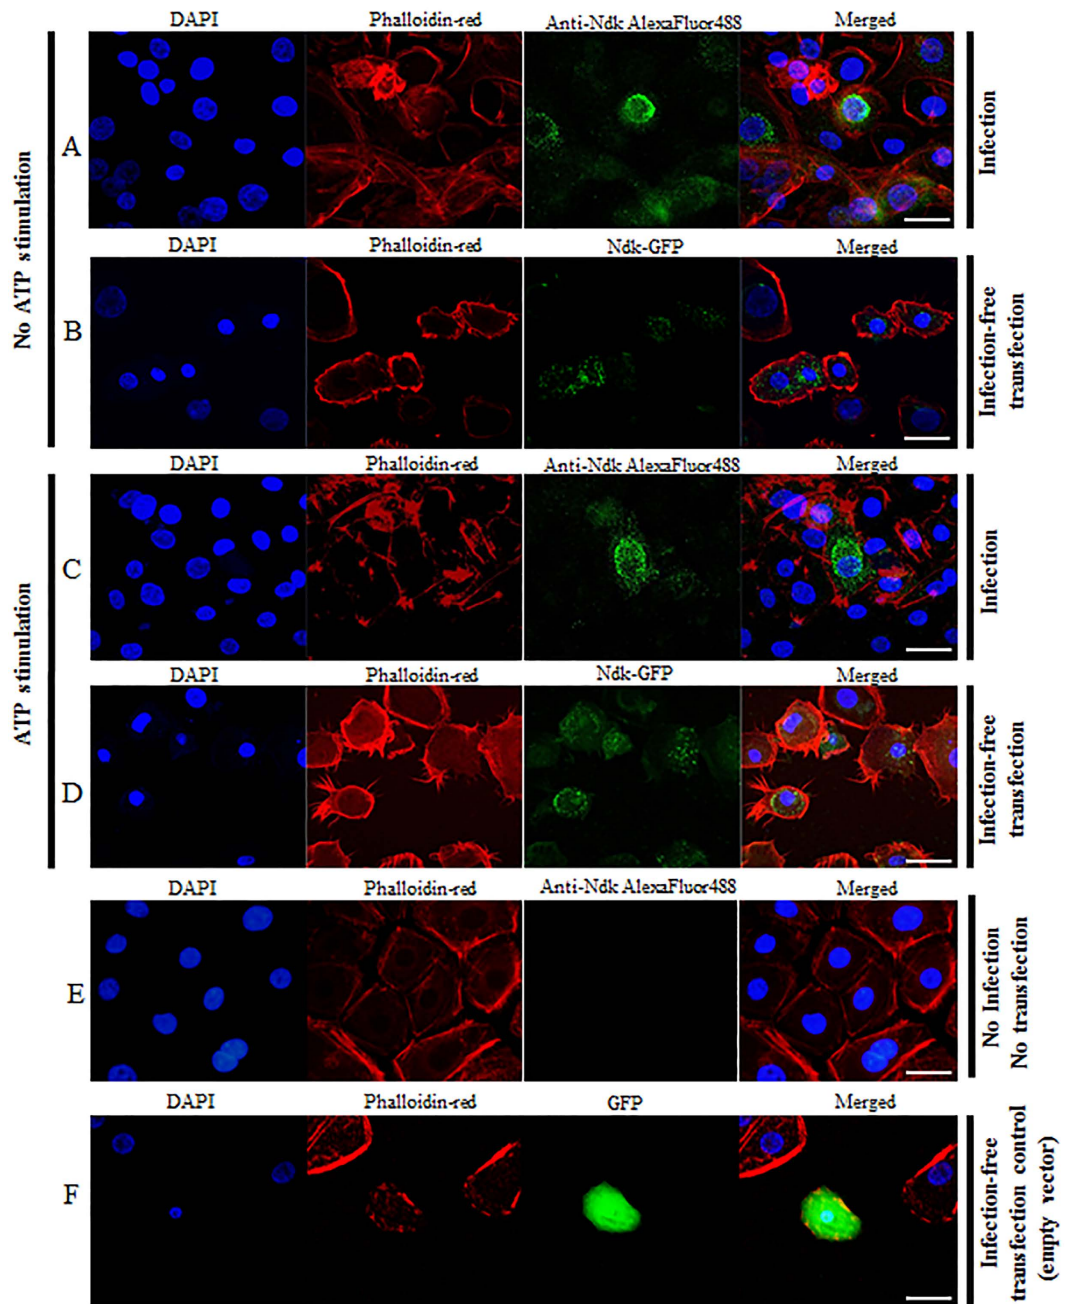 DAPI Phalloidin-red Anti-Ndk AlexaFluor488 Merged
No ATP stimulation
A
Infection
DAPI Phalloidin-red Ndk-GFP Merged
B
Infection-free
transfection
DAPI Phalloidin-red Anti-Ndk AlexaFluor488 Merged
ATP stimulation
C
Infection
DAPI Phalloidin-red Ndk-GFP Merged
D
Infection-free
transfection
DAPI Phalloidin-red Anti-Ndk AlexaFluor488 Merged
E
No Infection
No transfection
DAPI Phalloidin-red GFP Merged
F
Infection-free
transfection control
(empty vector)